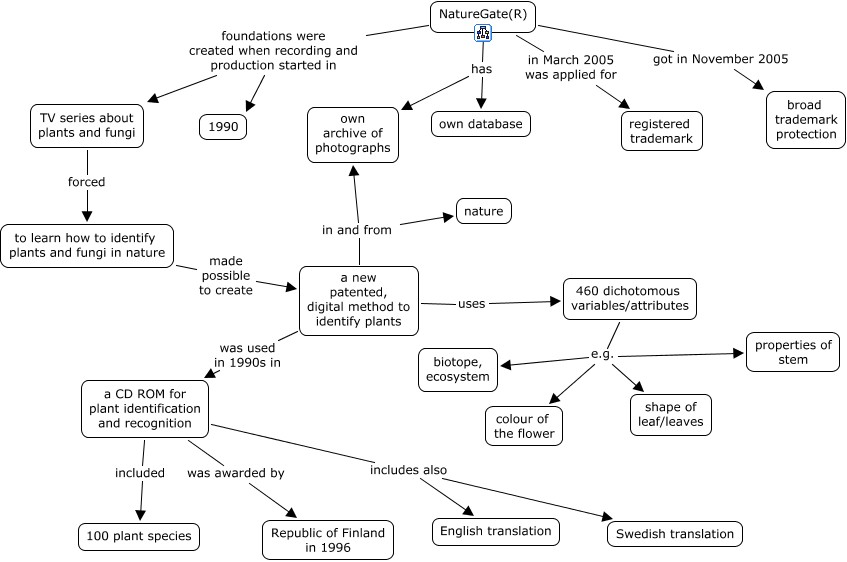 NatureGate(R)
foundations were
created when recording and
production started in
has
in March 2005
was applied for
got in November 2005
TV series about
plants and fungi
1990
own
archive of
photographs
own database
registered
trademark
broad
trademark
protection
forced
to learn how to identify
plants and fungi in nature
in and from
nature
made
possible
to create
a new
patented,
digital method to
identify plants
uses
460 dichotomous
variables/attributes
was used
in 1990s in
e.g.
biotope,
ecosystem
properties of
stem
colour of
the flower
shape of
leaf/leaves
a CD ROM for
plant identification
and recognition
included
was awarded by
includes also
100 plant species
Republic of Finland
in 1996
English translation
Swedish translation